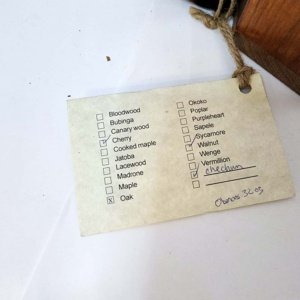 Bloodwood
Bubinga
Canary wood
Cherry
Cooked maple
Jatoba
Lacewood
Madrone
Maple
Oak
Okoko
Poplar
Purpleheart
Sapele
Sycamore
Walnut
Wenge
Vermillion